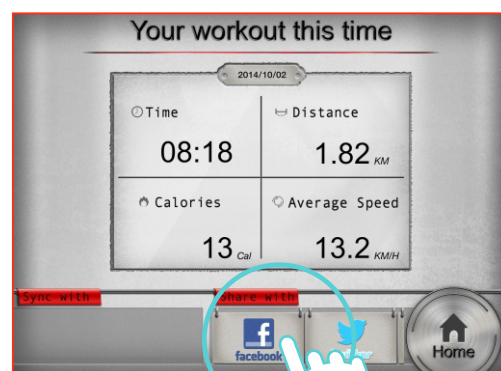 Your workout this time
2014/10/02
Time
Distance
08:18
1.82 KM
Calories
Average Speed
13 Cal
13.2 KM/H
Sync with
Share with
facebook
Home